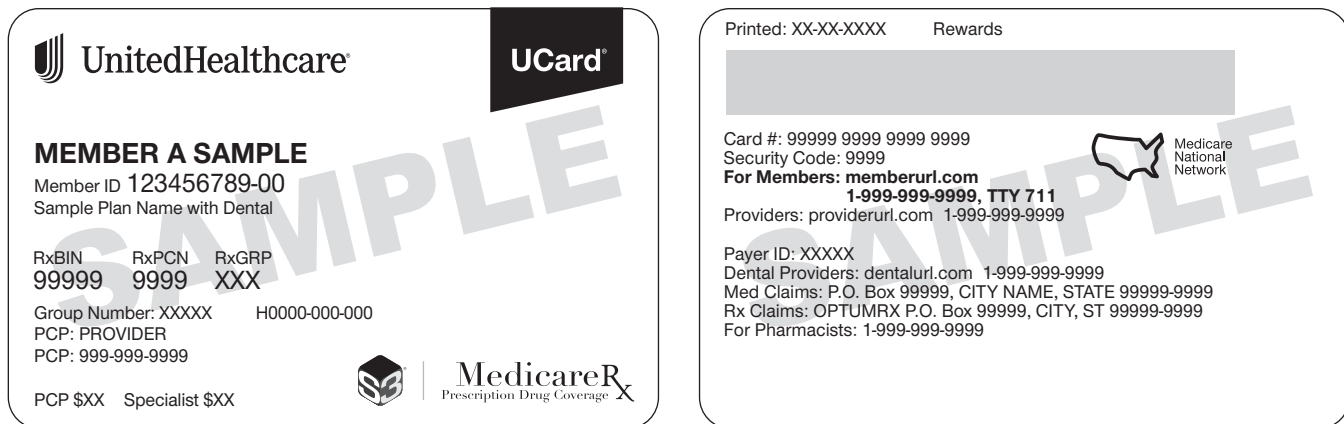 UnitedHealthcare®
UCard®
SAMPLE
MEMBER A SAMPLE
Member ID 123456789-00
Sample Plan Name with Dental
RxBIN RxPCN RxGRP
99999 9999 XXX
Group Number: XXXXX H0000-000-000
PCP: PROVIDER
PCP: 999-999-9999
PCP $XX Specialist $XX
S3
MedicareRx
Prescription Drug Coverage
Printed: XX-XX-XXXX Rewards
SAMPLE
Card #: 99999 9999 9999 9999
Security Code: 9999
For Members: memberurl.com
1-999-999-9999, TTY 711
Providers: providerurl.com 1-999-999-9999
Medicare
National
Network
Payer ID: XXXXX
Dental Providers: dentalurl.com 1-999-999-9999
Med Claims: P.O. Box 99999, CITY NAME, STATE 99999-9999
Rx Claims: OPTUMRX P.O. Box 99999, CITY, ST 99999-9999
For Pharmacists: 1-999-999-9999